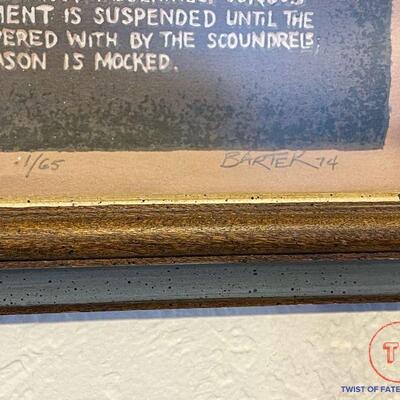 MENT IS SUSPENDED UNTIL THE
PERED WITH BY THE SCOUNDRELS;
ASON IS MOCKED.
1/65
BARTEK 74
T
TWIST OF FATE